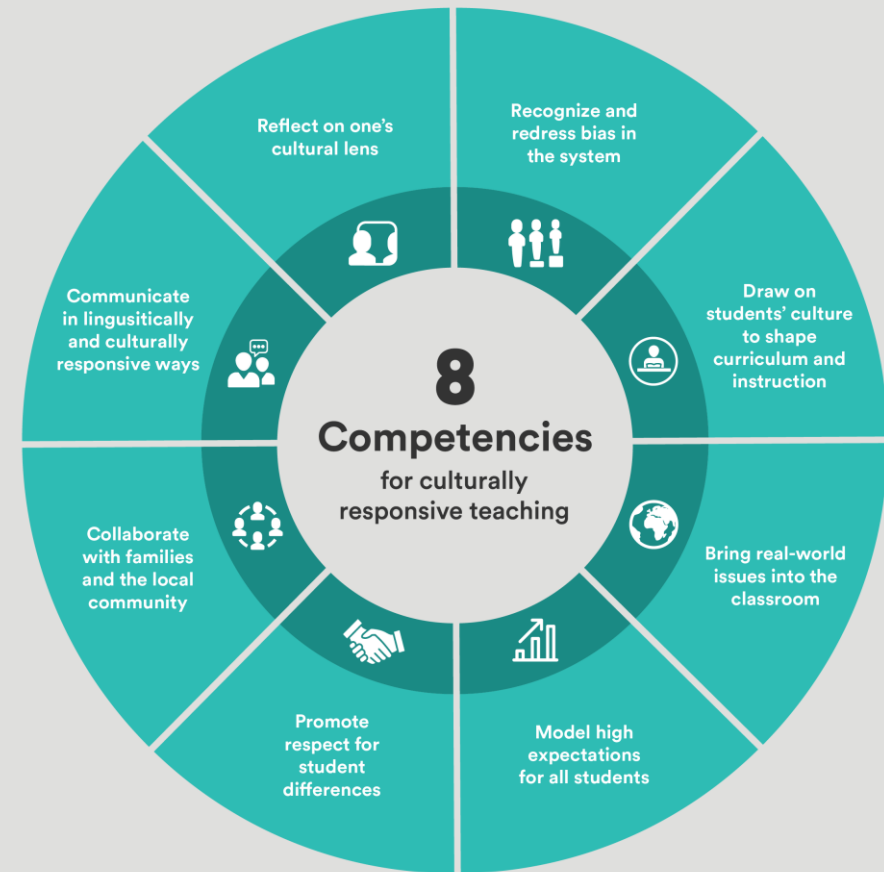 8
Competencies
for culturally
responsive teaching
Reflect on one's
cultural lens
Recognize and
redress bias in
the system
Draw on
students' culture
to shape
curriculum and
instruction
Bring real-world
issues into the
classroom
Model high
expectations
for all students
Promote
respect for
student
differences
Collaborate
with families
and the local
community
Communicate
in lingusitically
and culturally
responsive ways